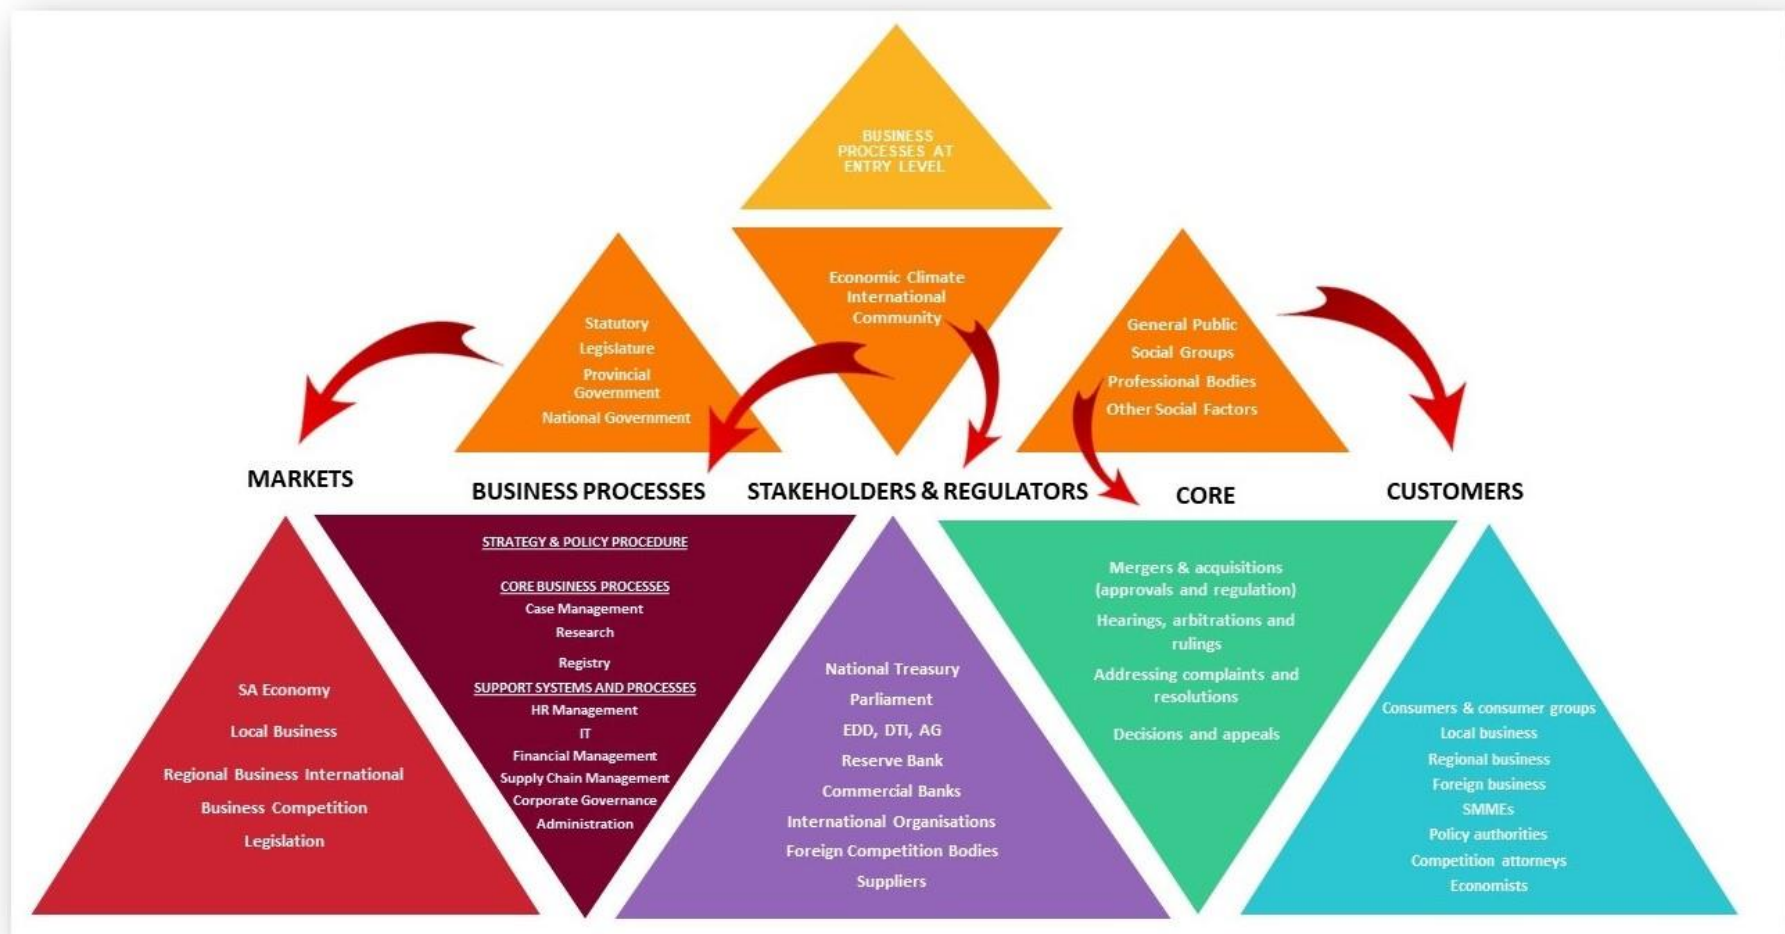 BUSINESS
PROCESSES AT
ENTRY LEVEL
Statutory
Legislature
Provincial
Government
National Government
Economic Climate
International
Community
General Public
Social Groups
Professional Bodies
Other Social Factors
MARKETS
BUSINESS PROCESSES
STAKEHOLDERS & REGULATORS
CORE
CUSTOMERS
SA Economy
Local Business
Regional Business International
Business Competition
Legislation
STRATEGY & POLICY PROCEDURE
CORE BUSINESS PROCESSES
Case Management
Research
Registry
SUPPORT SYSTEMS AND PROCESSES
HR Management
IT
Financial Management
Supply Chain Management
Corporate Governance
Administration
National Treasury
Parliament
EDD, DTI, AG
Reserve Bank
Commercial Banks
International Organisations
Foreign Competition Bodies
Suppliers
Mergers & acquisitions
(approvals and regulation)
Hearings, arbitrations and
rulings
Addressing complaints and
resolutions
Decisions and appeals
Consumers & consumer groups
Local business
Regional business
Foreign business
SMMEs
Policy authorities
Competition attorneys
Economists